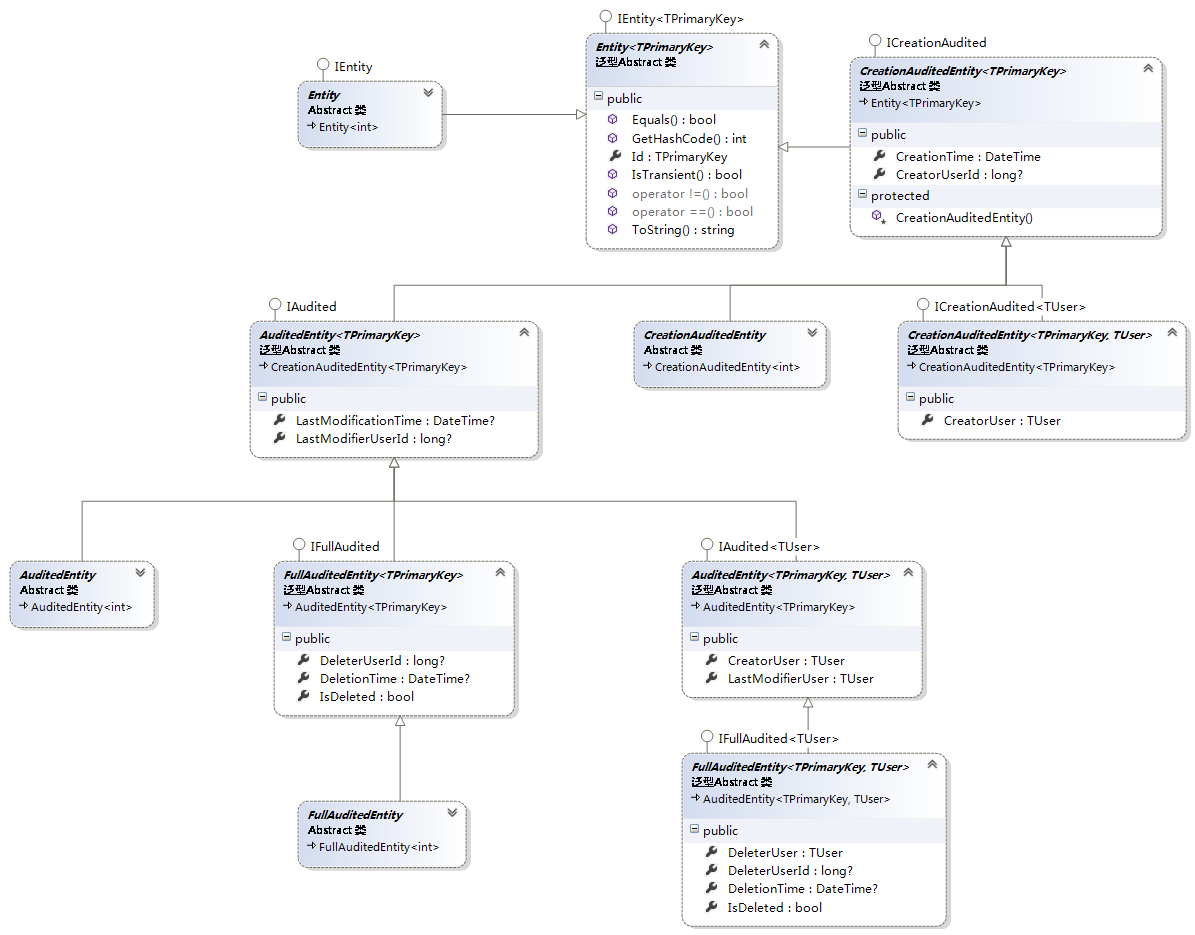 IEntity<TPrimaryKey>
Entity<TPrimaryKey>
泛型Abstract 类
public
Equals() : bool
GetHashCode() : int
Id : TPrimaryKey
IsTransient() : bool
operator !=() : bool
operator ==() : bool
ToString() : string
IEntity
Entity
Abstract 类
Entity<int>
ICreationAudited
CreationAuditedEntity<TPrimaryKey>
泛型Abstract 类
Entity<TPrimaryKey>
public
CreationTime : DateTime
CreatorUserId : long?
protected
CreationAuditedEntity()
IAudited
AuditedEntity<TPrimaryKey>
泛型Abstract 类
CreationAuditedEntity<TPrimaryKey>
public
LastModificationTime : DateTime?
LastModifierUserId : long?
CreationAuditedEntity
Abstract 类
CreationAuditedEntity<int>
ICreationAudited<TUser>
CreationAuditedEntity<TPrimaryKey, TUser>
泛型Abstract 类
CreationAuditedEntity<TPrimaryKey>
public
CreatorUser : TUser
AuditedEntity
Abstract 类
AuditedEntity<int>
IFullAudited
FullAuditedEntity<TPrimaryKey>
泛型Abstract 类
AuditedEntity<TPrimaryKey>
public
DeleterUserId : long?
DeletionTime : DateTime?
IsDeleted : bool
IAudited<TUser>
AuditedEntity<TPrimaryKey, TUser>
泛型Abstract 类
AuditedEntity<TPrimaryKey>
public
CreatorUser : TUser
LastModifierUser : TUser
FullAuditedEntity
Abstract 类
FullAuditedEntity<int>
IFullAudited<TUser>
FullAuditedEntity<TPrimaryKey, TUser>
泛型Abstract 类
AuditedEntity<TPrimaryKey, TUser>
public
DeleterUser : TUser
DeleterUserId : long?
DeletionTime : DateTime?
IsDeleted : bool